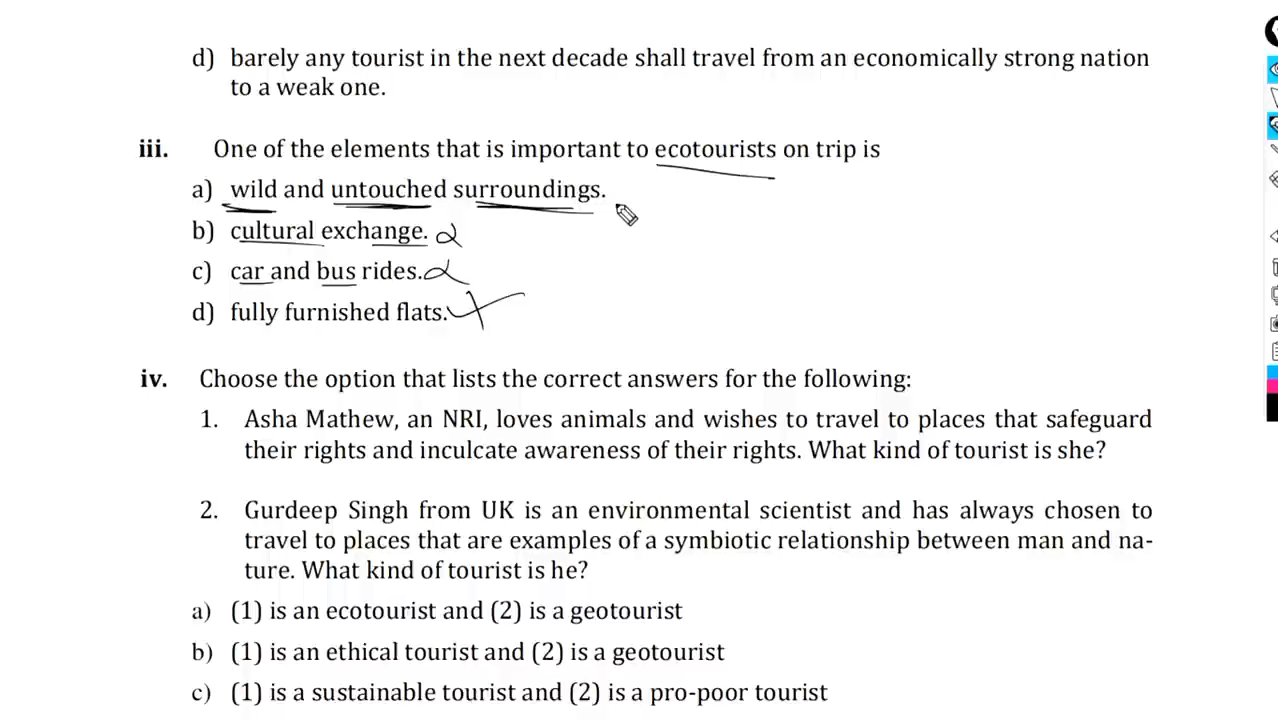 d) barely any tourist in the next decade shall travel from an economically strong nation
to a weak one.
iii. One of the elements that is important to ecotourists on trip is
a) wild and untouched surroundings.
b) cultural exchange.
c) car and bus rides.
d) fully furnished flats.
iv. Choose the option that lists the correct answers for the following:
1. Asha Mathew, an NRI, loves animals and wishes to travel to places that safeguard
their rights and inculcate awareness of their rights. What kind of tourist is she?
2. Gurdeep Singh from UK is an environmental scientist and has always chosen to
travel to places that are examples of a symbiotic relationship between man and na-
ture. What kind of tourist is he?
a) (1) is an ecotourist and (2) is a geotourist
b) (1) is an ethical tourist and (2) is a geotourist
c) (1) is a sustainable tourist and (2) is a pro-poor tourist